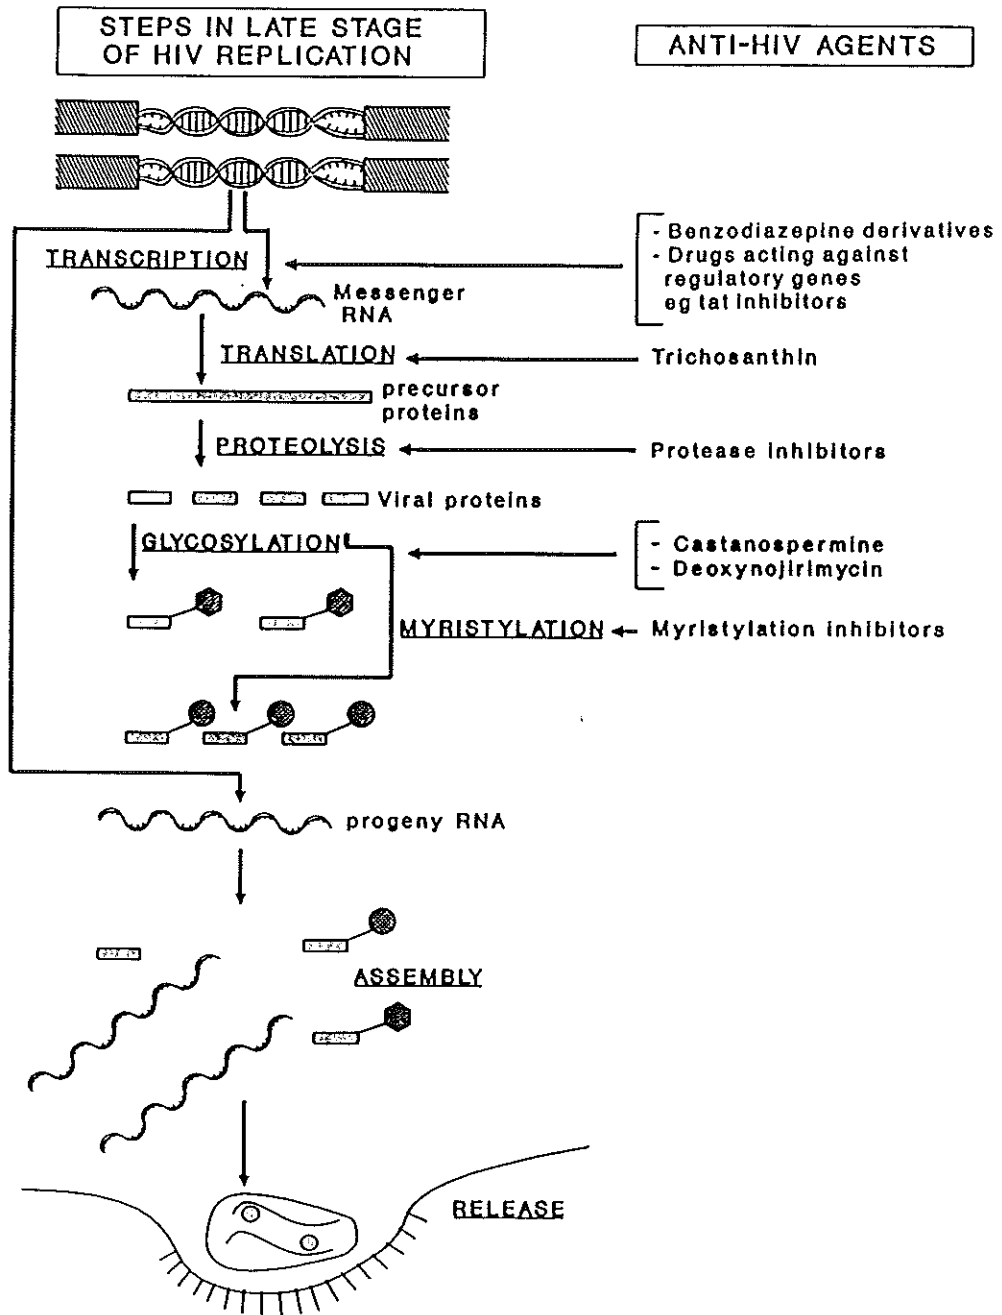 STEPS IN LATE STAGE
OF HIV REPLICATION
ANTI-HIV AGENTS
TRANSCRIPTION
- Benzodiazepine derivatives
- Drugs acting against
regulatory genes
eg tat inhibitors
Messenger
RNA
TRANSLATION
Trichosanthin
precursor
proteins
PROTEOLYSIS
Protease inhibitors
Viral proteins
GLYCOSYLATION
- Castanospermine
- Deoxynojirimycin
MYRISTYLATION
Myristylation inhibitors
progeny RNA
ASSEMBLY
RELEASE